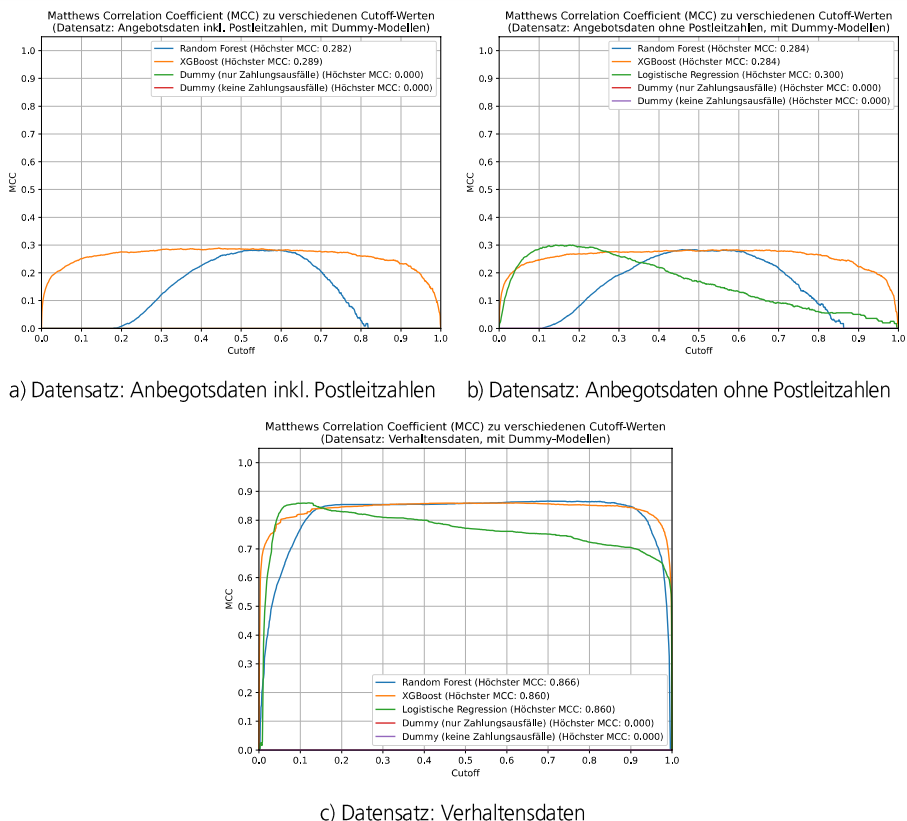 Matthews Correlation Coefficient (MCC) zu verschiedenen Cutoff-Werten
(Datensatz: Angebotsdaten inkl. Postleitzahlen, mit Dummy-Modellen)
Random Forest (Höchster MCC: 0.282)
XGBoost (Höchster MCC: 0.289)
Dummy (nur Zahlungsausfälle) (Höchster MCC: 0.000)
Dummy (keine Zahlungsausfälle) (Höchster MCC: 0.000)
1.0
0.9
0.8
0.7
0.6
0.5
0.4
0.3
0.2
0.1
0.0
MCC
0.0 0.1 0.2 0.3 0.4 0.5 0.6 0.7 0.8 0.9 1.0
Cutoff
a) Datensatz: Anbegotsdaten inkl. Postleitzahlen
Matthews Correlation Coefficient (MCC) zu verschiedenen Cutoff-Werten
(Datensatz: Angebotsdaten ohne Postleitzahlen, mit Dummy-Modellen)
Random Forest (Höchster MCC: 0.284)
XGBoost (Höchster MCC: 0.284)
Logistische Regression (Höchster MCC: 0.300)
Dummy (nur Zahlungsausfälle) (Höchster MCC: 0.000)
Dummy (keine Zahlungsausfälle) (Höchster MCC: 0.000)
1.0
0.9
0.8
0.7
0.6
0.5
0.4
0.3
0.2
0.1
0.0
MCC
0.0 0.1 0.2 0.3 0.4 0.5 0.6 0.7 0.8 0.9 1.0
Cutoff
b) Datensatz: Anbegotsdaten ohne Postleitzahlen
Matthews Correlation Coefficient (MCC) zu verschiedenen Cutoff-Werten
(Datensatz: Verhaltensdaten, mit Dummy-Modellen)
1.0
0.9
0.8
0.7
0.6
0.5
0.4
0.3
0.2
0.1
0.0
MCC
Random Forest (Höchster MCC: 0.866)
XGBoost (Höchster MCC: 0.860)
Logistische Regression (Höchster MCC: 0.860)
Dummy (nur Zahlungsausfälle) (Höchster MCC: 0.000)
Dummy (keine Zahlungsausfälle) (Höchster MCC: 0.000)
0.0 0.1 0.2 0.3 0.4 0.5 0.6 0.7 0.8 0.9 1.0
Cutoff
c) Datensatz: Verhaltensdaten